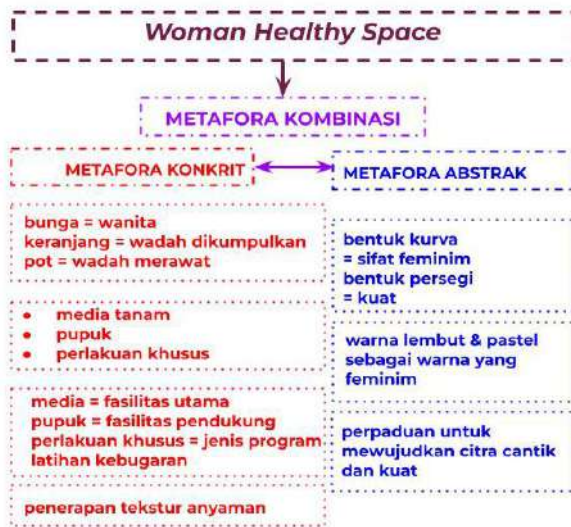 Woman Healthy Space
METAFORA KOMBINASI
METAFORA KONKRIT
METAFORA ABSTRAK
bunga = wanita
keranjang = wadah dikumpulkan
pot = wadah merawat
• media tanam
• pupuk
• perlakuan khusus
media = fasilitas utama
pupuk = fasilitas pendukung
perlakuan khusus = jenis program
latihan kebugaran
penerapan tekstur anyaman
bentuk kurva
= sifat feminim
bentuk persegi
= kuat
warna lembut & pastel
sebagai warna yang
feminim
perpaduan untuk
mewujudkan citra cantik
dan kuat